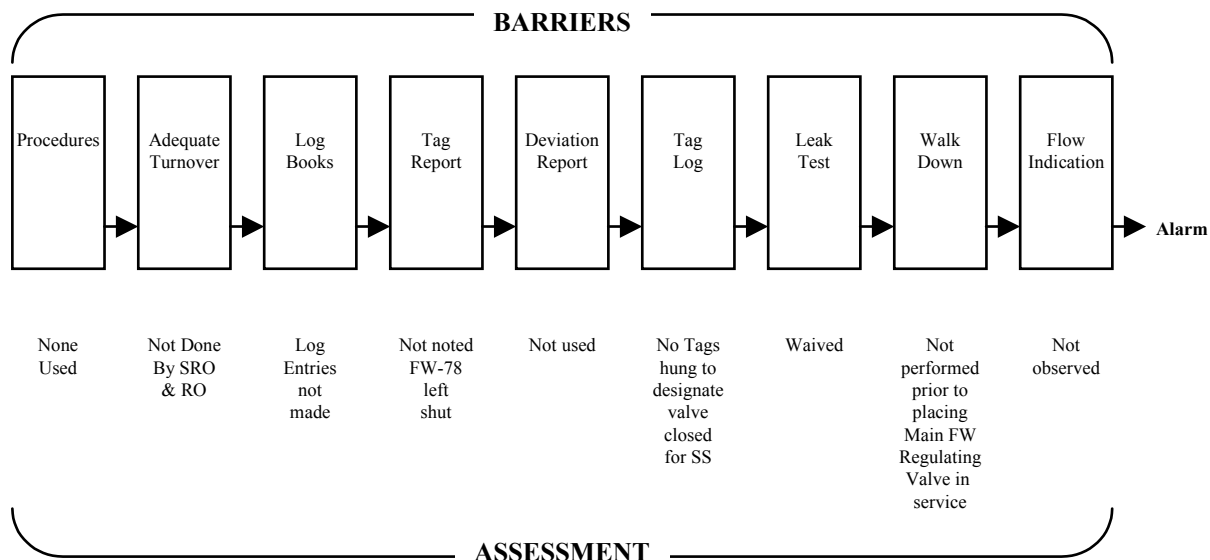 BARRIERS
Procedures
Adequate
Turnover
Log
Books
Tag
Report
Deviation
Report
Tag
Log
Leak
Test
Walk
Down
Flow
Indication
Alarm
None
Used
Not Done
By SRO
& RO
Log
Entries
not
made
Not noted
FW-78
left
shut
Not used
No Tags
hung to
designate
valve
closed
for SS
Waived
Not
performed
prior to
placing
Main FW
Regulating
Valve in
service
Not
observed
ASSESSMENT